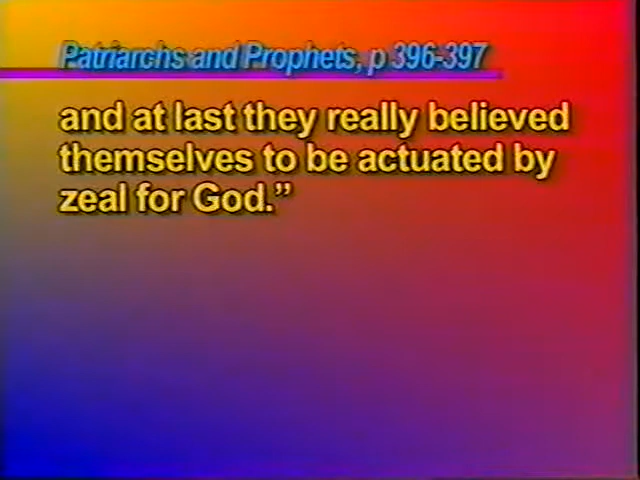 Patriarchs and Prophets, p 396-397
and at last they really believed
themselves to be actuated by
zeal for God.”